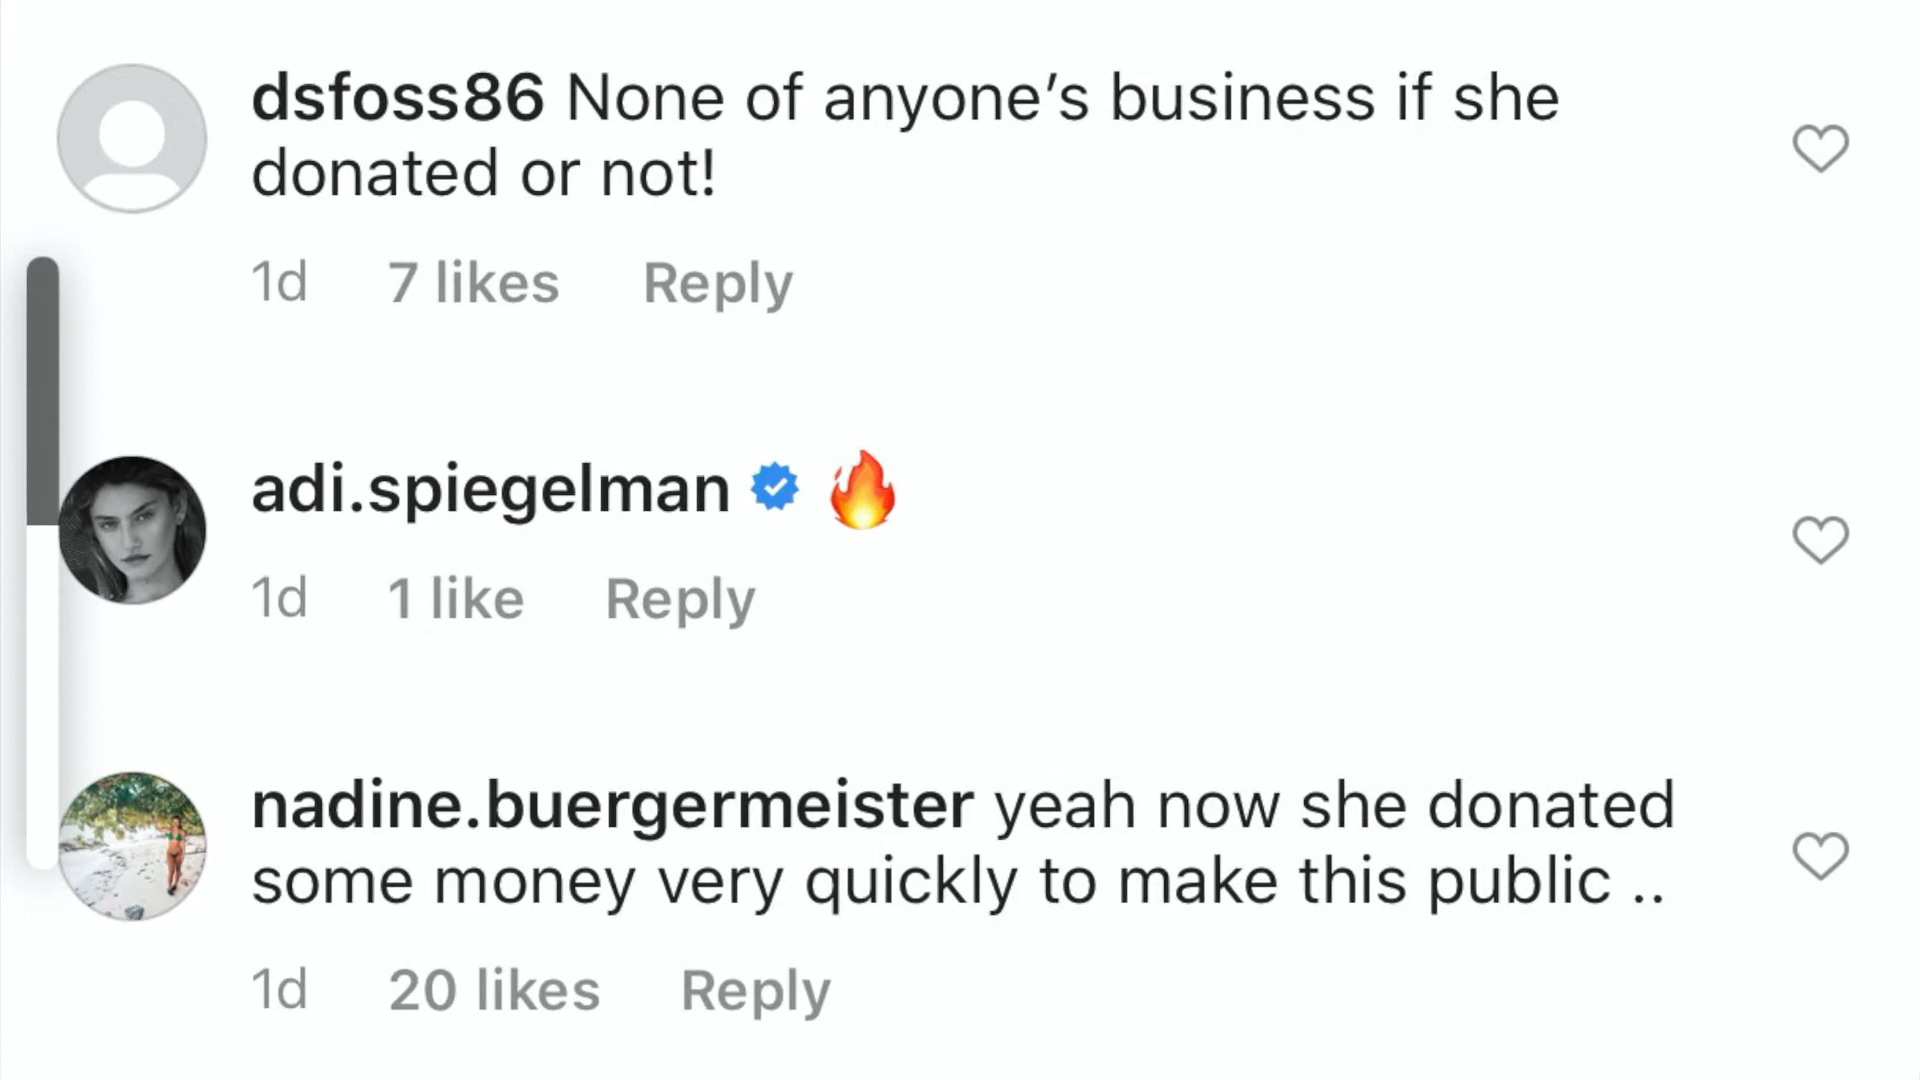 dsfoss86 None of anyone’s business if she
donated or not!
1d 7 likes Reply
adi.spiegelman 🔥
1d 1 like Reply
nadine.buergermeister yeah now she donated
some money very quickly to make this public ..
1d 20 likes Reply